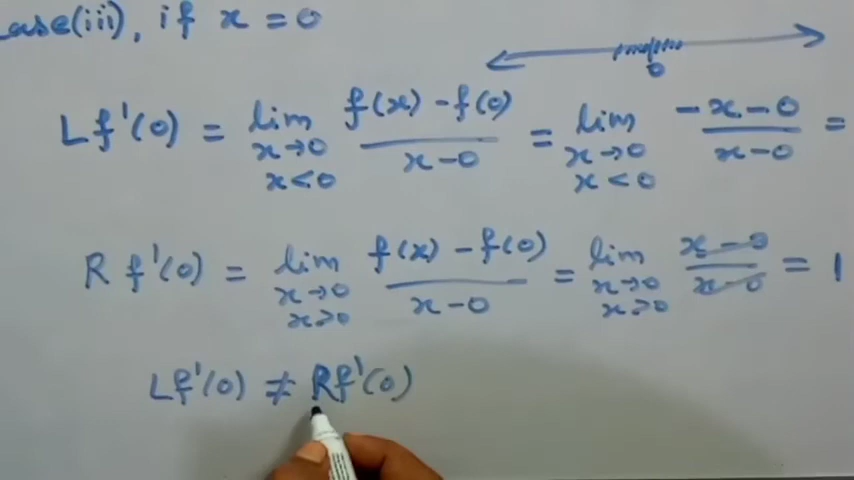 ase(iii), if x = 0
0
Lf'(0) = lim x→0 x<0 f(x) - f(0) / x-0 = lim x→0 x<0 -x-0 / x-0 =
R f'(0) = lim x→0 x>0 f(x) - f(0) / x-0 = lim x→0 x>0 x-0 / x-0 = 1
Lf'(0) ≠ Rf'(0)